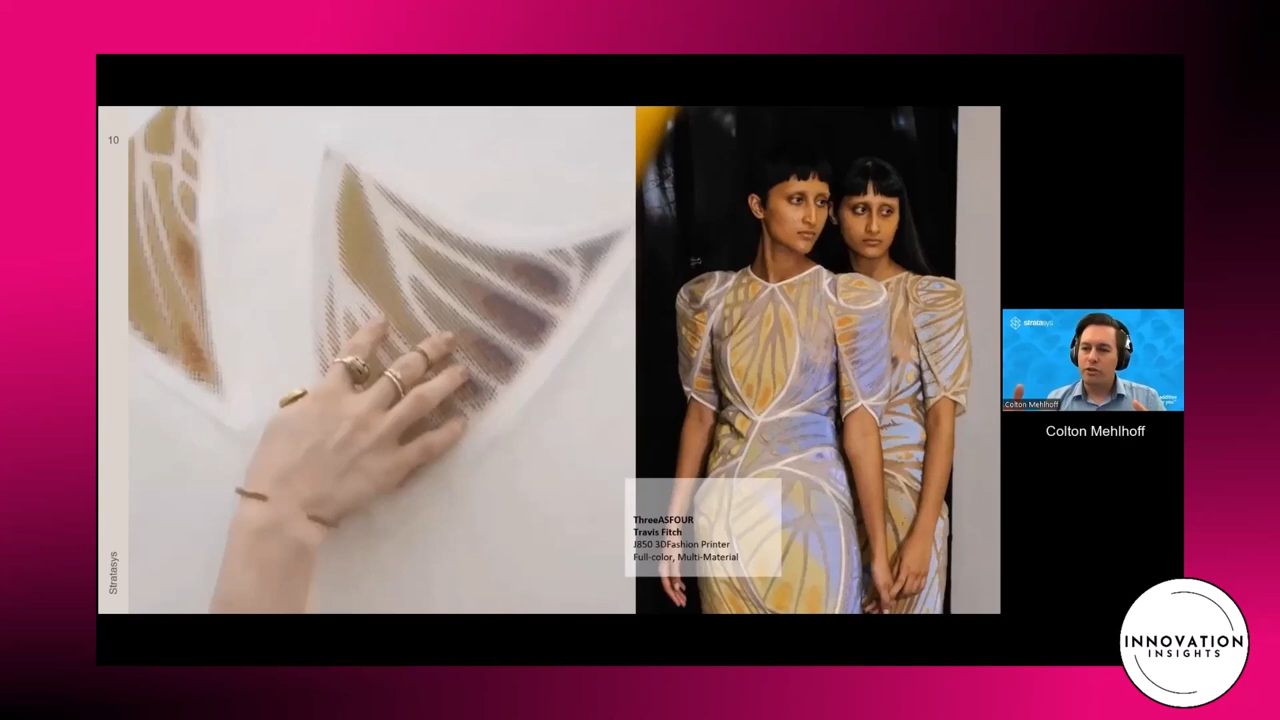 10
Stratasys
ThreeASFOUR
Travis Fitch
J850 3DFashion Printer
Full-color, Multi-Material
stratasys
Colton Mehlhoff
Colton Mehlhoff
INNOVATION
INSIGHTS